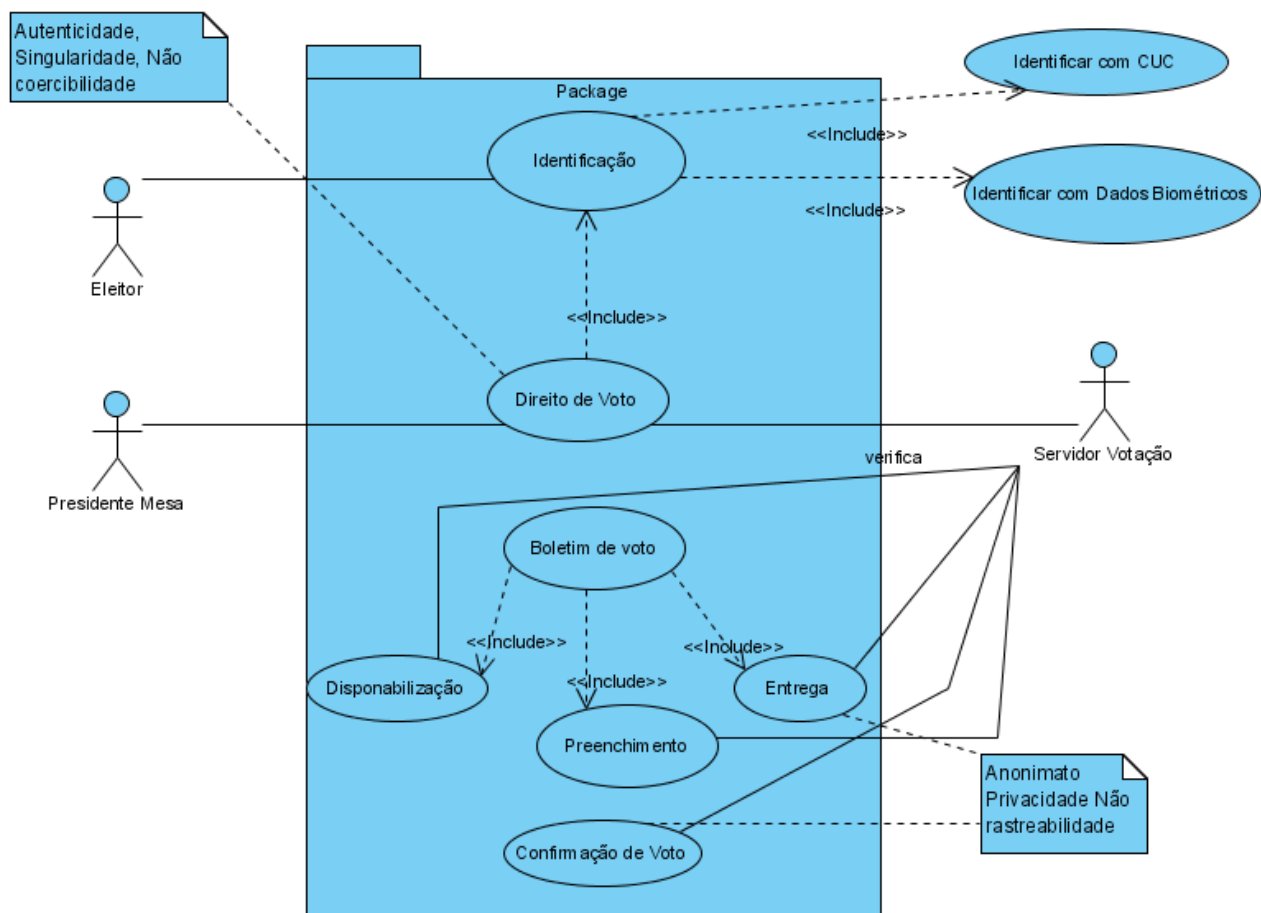 Autenticidade,
Singularidade, Não
coercibilidade
Package
Identificar com CUC
<<Include>>
Identificação
Identificar com Dados Biométricos
<<Include>>
Eleitor
<<Include>>
Direito de Voto
Presidente Mesa
Servidor Votação
verifica
Boletim de voto
<<Include>>
<<Include>>
<<Include>>
Disponabilização
Entrega
Preenchimento
Anonimato
Privacidade Não
rastreabilidade
Confirmação de Voto